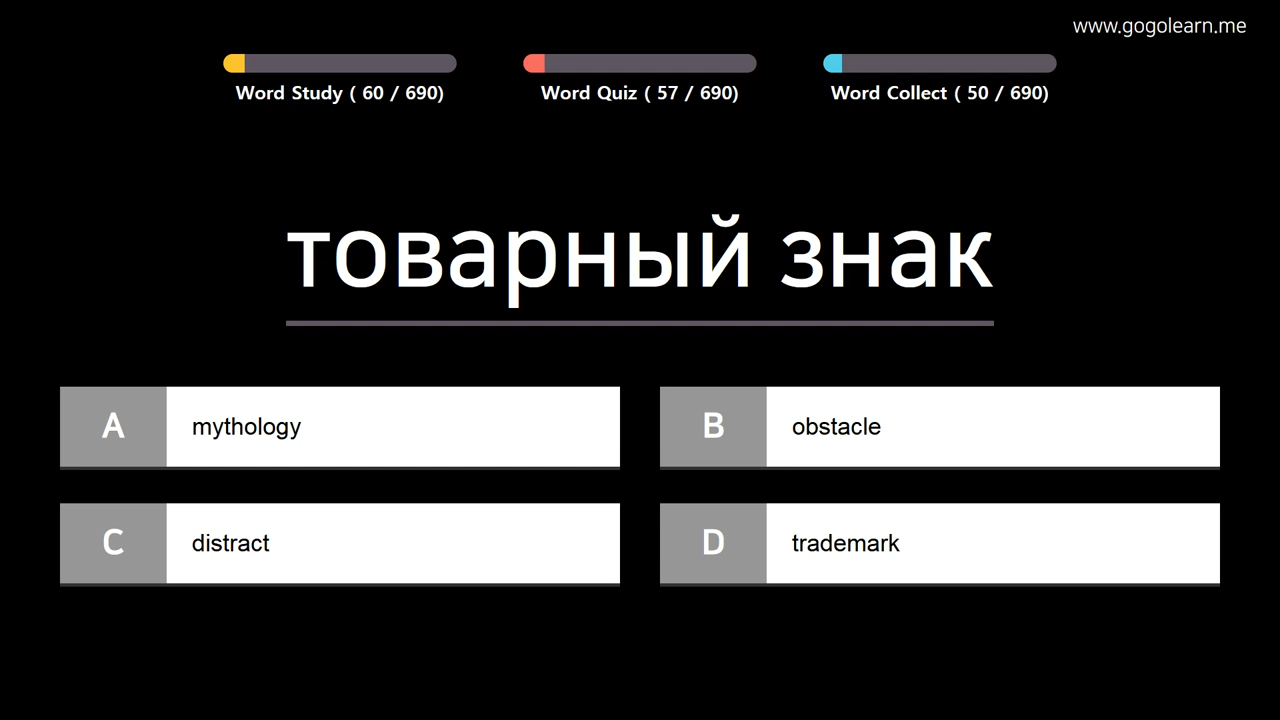 www.gogolearn.me
Word Study ( 60 / 690)
Word Quiz ( 57 / 690)
Word Collect ( 50 / 690)
товарный знак
A mythology
B obstacle
C distract
D trademark